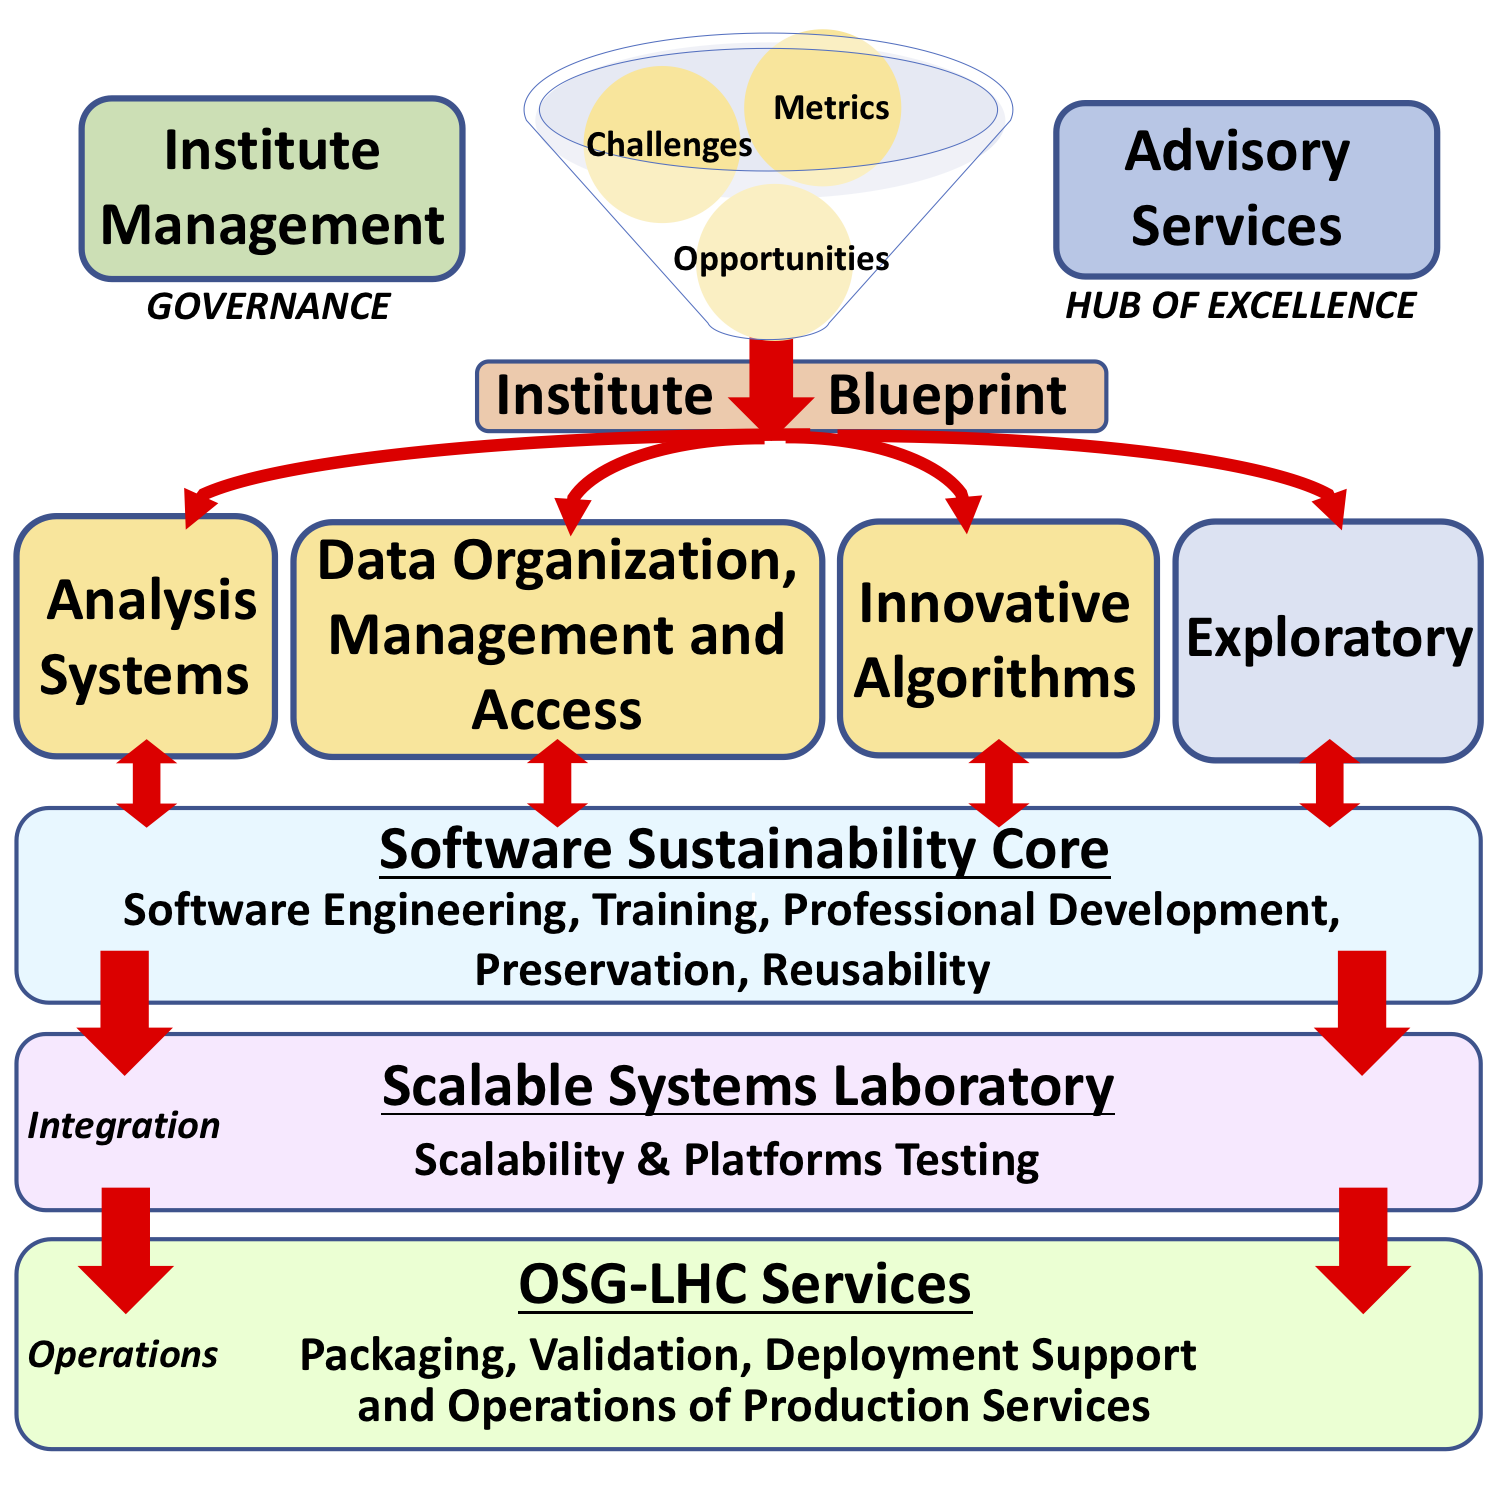 Institute
Management
GOVERNANCE
Challenges
Metrics
Opportunities
Advisory
Services
HUB OF EXCELLENCE
Institute Blueprint
Analysis
Systems
Data Organization,
Management and
Access
Innovative
Algorithms
Exploratory
Software Sustainability Core
Software Engineering, Training, Professional Development,
Preservation, Reusability
Scalable Systems Laboratory
Integration
Scalability & Platforms Testing
OSG-LHC Services
Operations
Packaging, Validation, Deployment Support
and Operations of Production Services